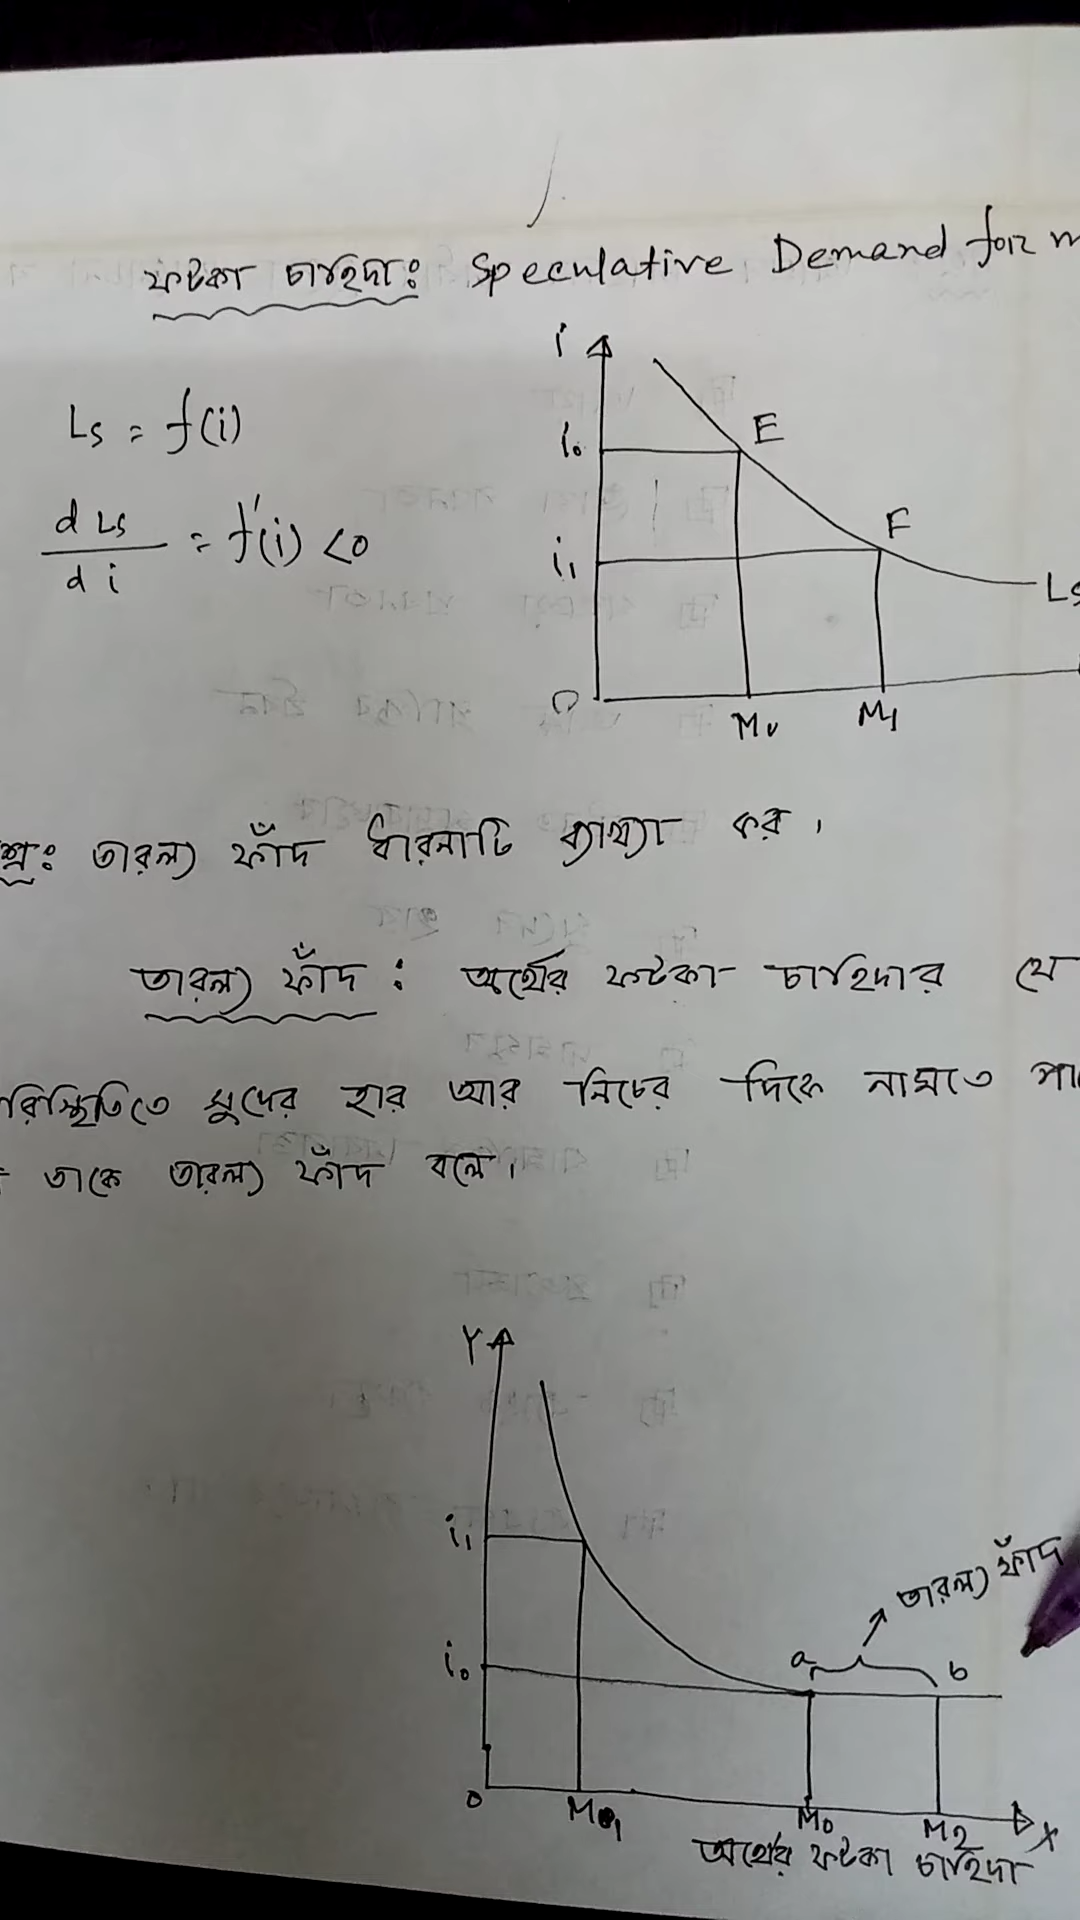 ফটকা চাহিদাঃ Speculative Demand for m
i
Ls = f(i)
i₀
E
dLs/di = f'(i) <0
i₁
F
Ls
O
M₀
M₁
শ্নঃ তারল্য ফাঁদ ধারনাটি ব্যাখ্যা কর।
তারল্য ফাঁদ : অর্থের ফটকা চাহিদার যে
রিস্থিতিতে সুদের হার আর নিচের দিকে নামতে পা
তাকে তারল্য ফাঁদ বলে।
Y
i₁
তারল্য ফাঁদ
i₀
a
b
0
M₁
M₀
M₂
X
অর্থের ফটকা চাহিদা